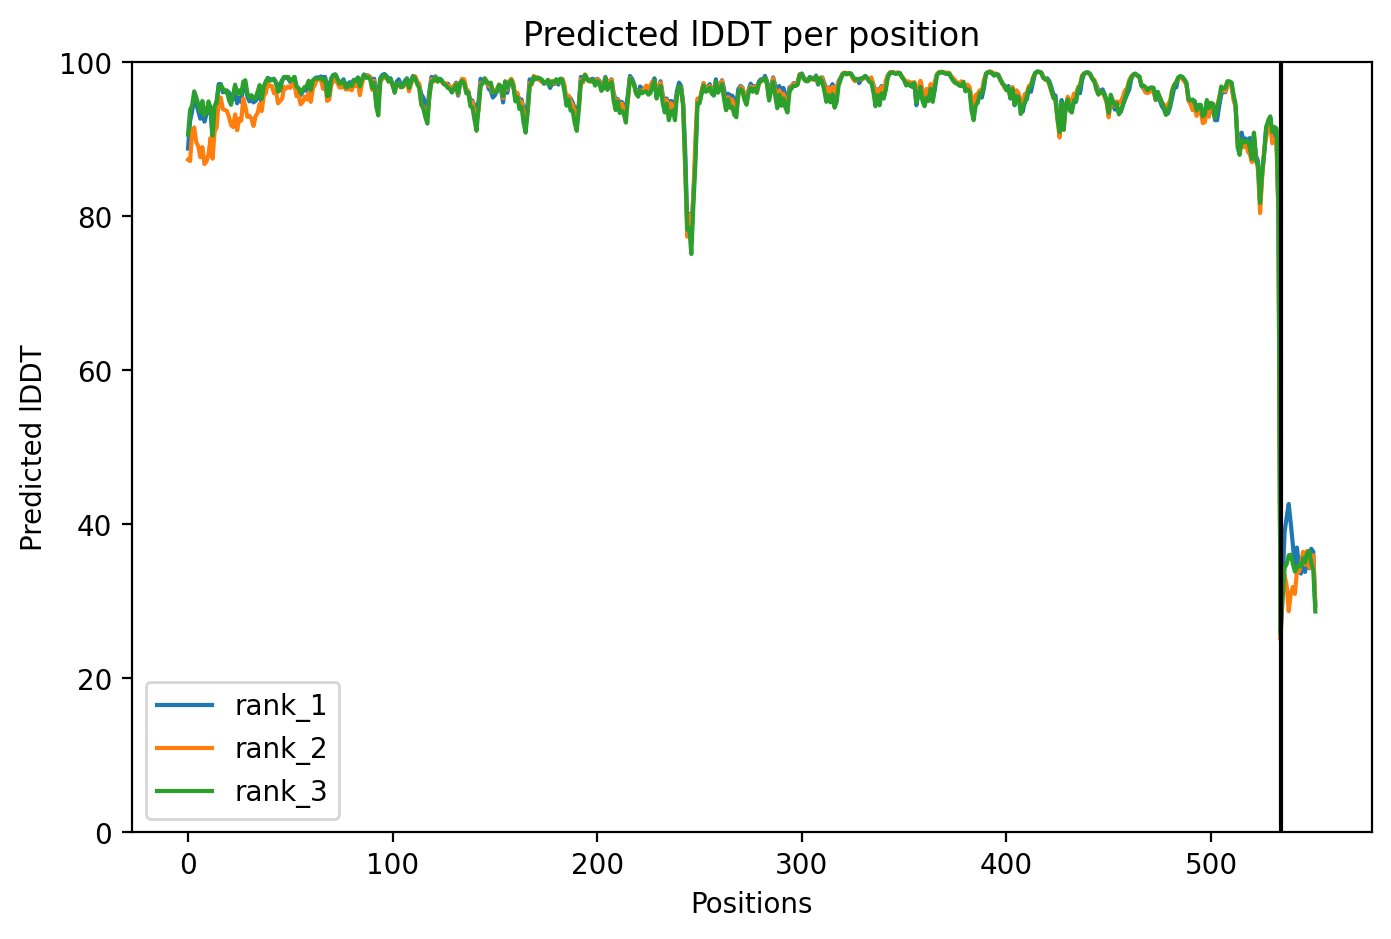 Predicted lDDT per position
Predicted lDDT
100
80
60
40
20
0
rank_1
rank_2
rank_3
0 100 200 300 400 500
Positions